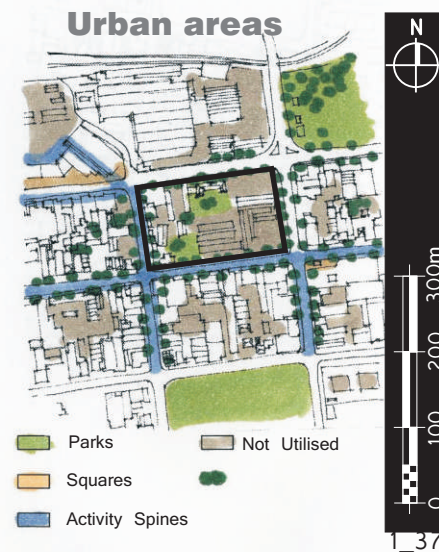 Urban areas
N
300m
200
100
0
Parks
Not Utilised
Squares
Activity Spines
1_37